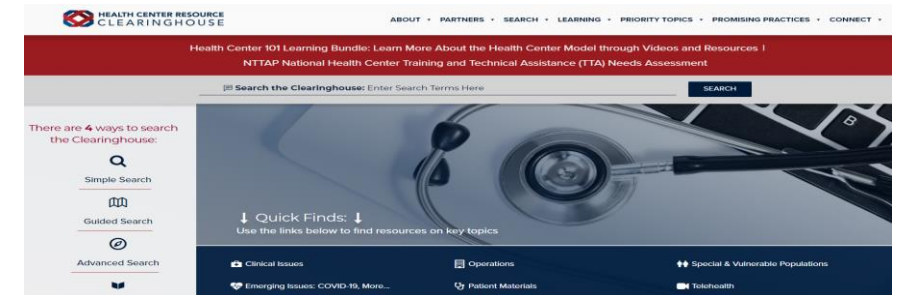 HEALTH CENTER RESOURCE
CLEARINGHOUSE
ABOUT
PARTNERS
SEARCH
LEARNING
PRIORITY TOPICS
PROMISING PRACTICES
CONNECT
Health Center 101 Learning Bundle: Learn More About the Health Center Model through Videos and Resources |
NTTAP National Health Center Training and Technical Assistance (TTA) Needs Assessment
Search the Clearinghouse: Enter Search Terms Here
SEARCH
There are 4 ways to search
the Clearinghouse:
Simple Search
Guided Search
Advanced Search
↓ Quick Finds: ↓
Use the links below to find resources on key topics
Clinical Issues
Operations
Special & Vulnerable Populations
Emerging Issues: COVID-19, More...
Patient Materials
Telehealth
B